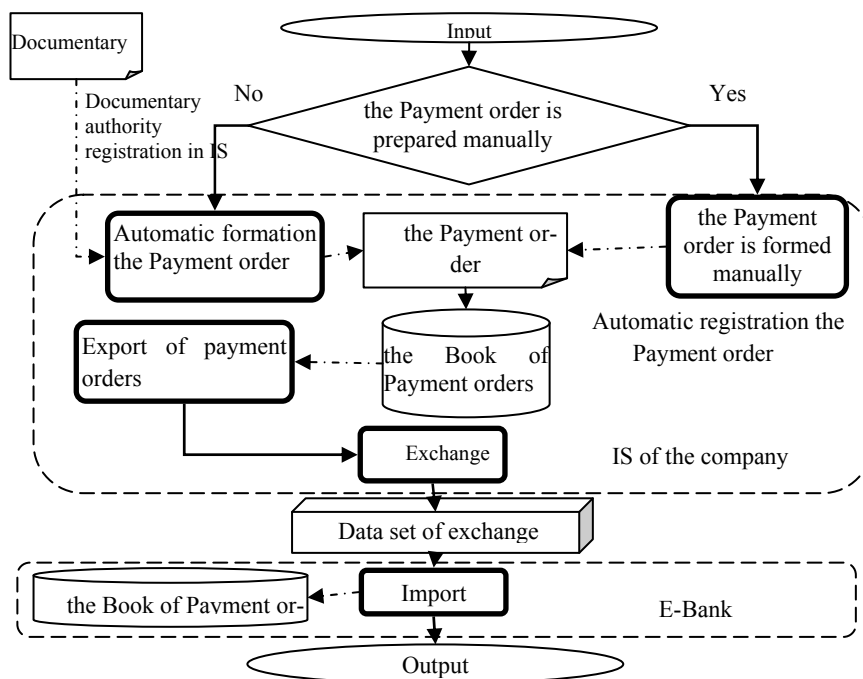 Documentary
Input
No
Yes
the Payment order is
prepared manually
Documentary
authority
registration in IS
Automatic formation
the Payment order
the Payment or-
der
the Payment
order is formed
manually
Automatic registration the
Payment order
Export of payment
orders
the Book of
Payment orders
Exchange
IS of the company
Data set of exchange
the Book of Payment or-
Import
E-Bank
Output